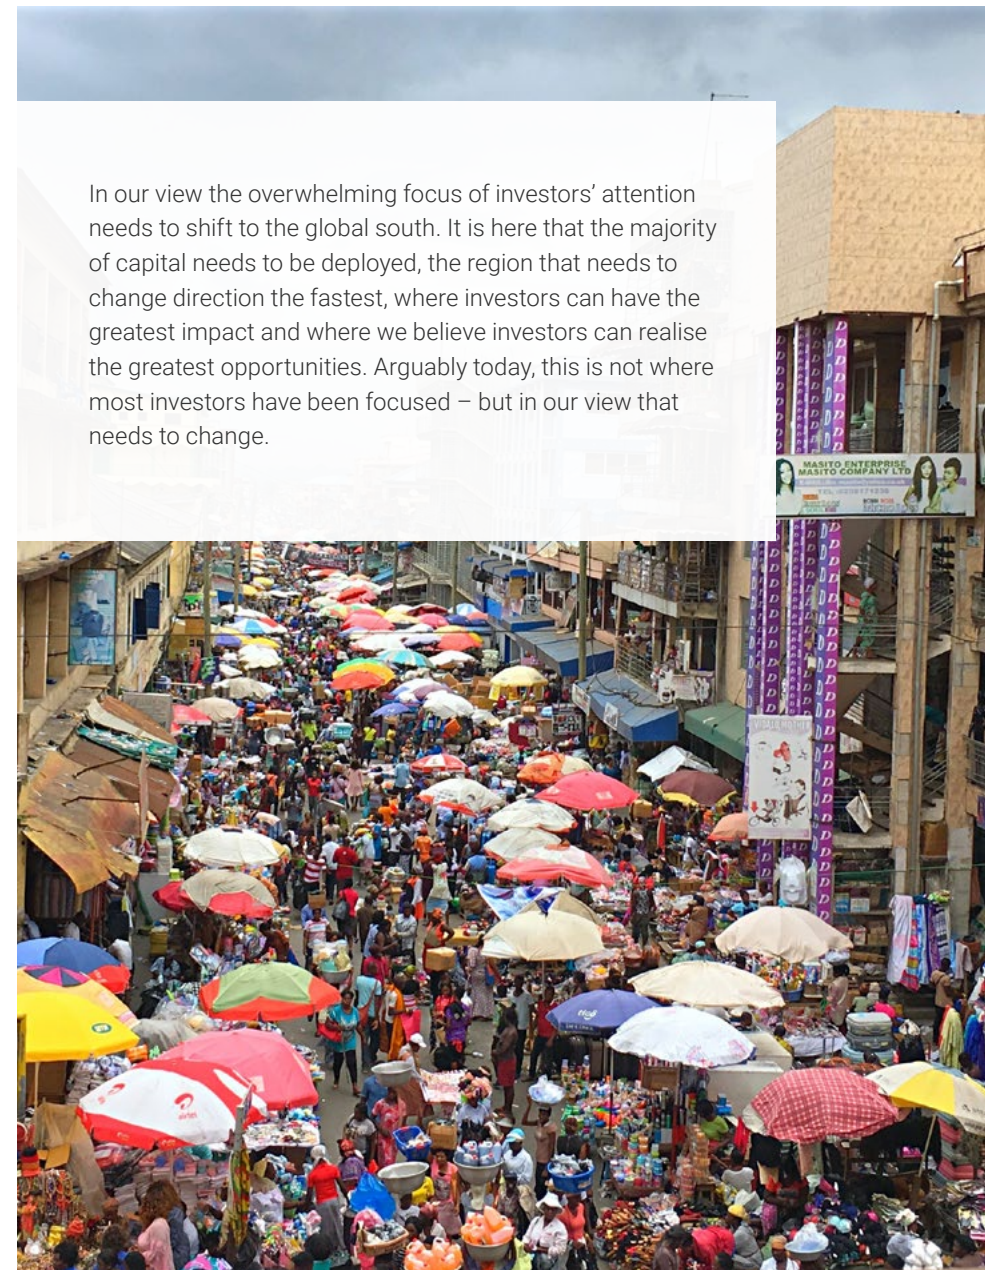 In our view the overwhelming focus of investors’ attention
needs to shift to the global south. It is here that the majority
of capital needs to be deployed, the region that needs to
change direction the fastest, where investors can have the
greatest impact and where we believe investors can realise
the greatest opportunities. Arguably today, this is not where
most investors have been focused – but in our view that
needs to change.
MASITO ENTERPRISE
MASITO COMPANY LTD
tiGO
airtel